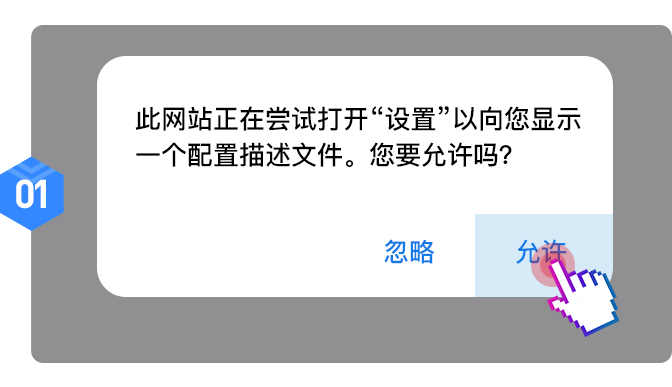 此网站正在尝试打开“设置”以向您显示
一个配置描述文件。您要允许吗？
01
忽略
允许